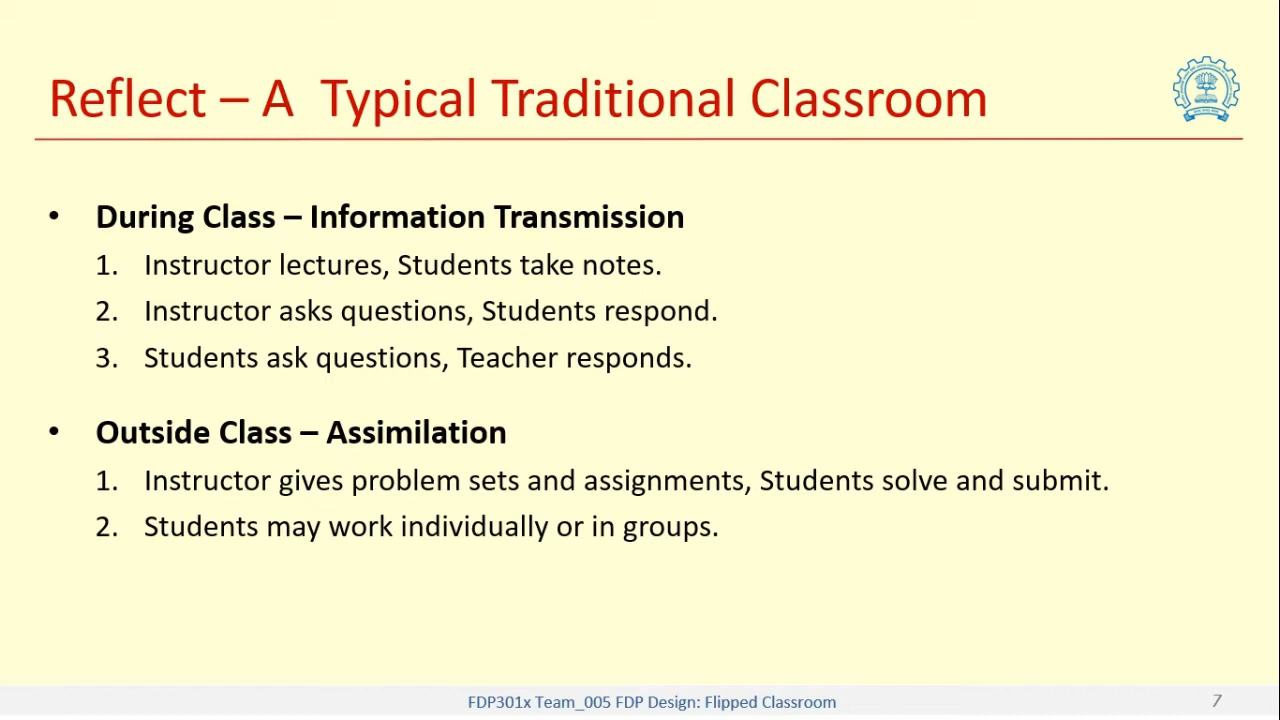 Reflect – A  Typical Traditional Classroom
• During Class – Information Transmission
1. Instructor lectures, Students take notes.
2. Instructor asks questions, Students respond.
3. Students ask questions, Teacher responds.
• Outside Class – Assimilation
1. Instructor gives problem sets and assignments, Students solve and submit.
2. Students may work individually or in groups.
FDP301x Team_005 FDP Design: Flipped Classroom
7